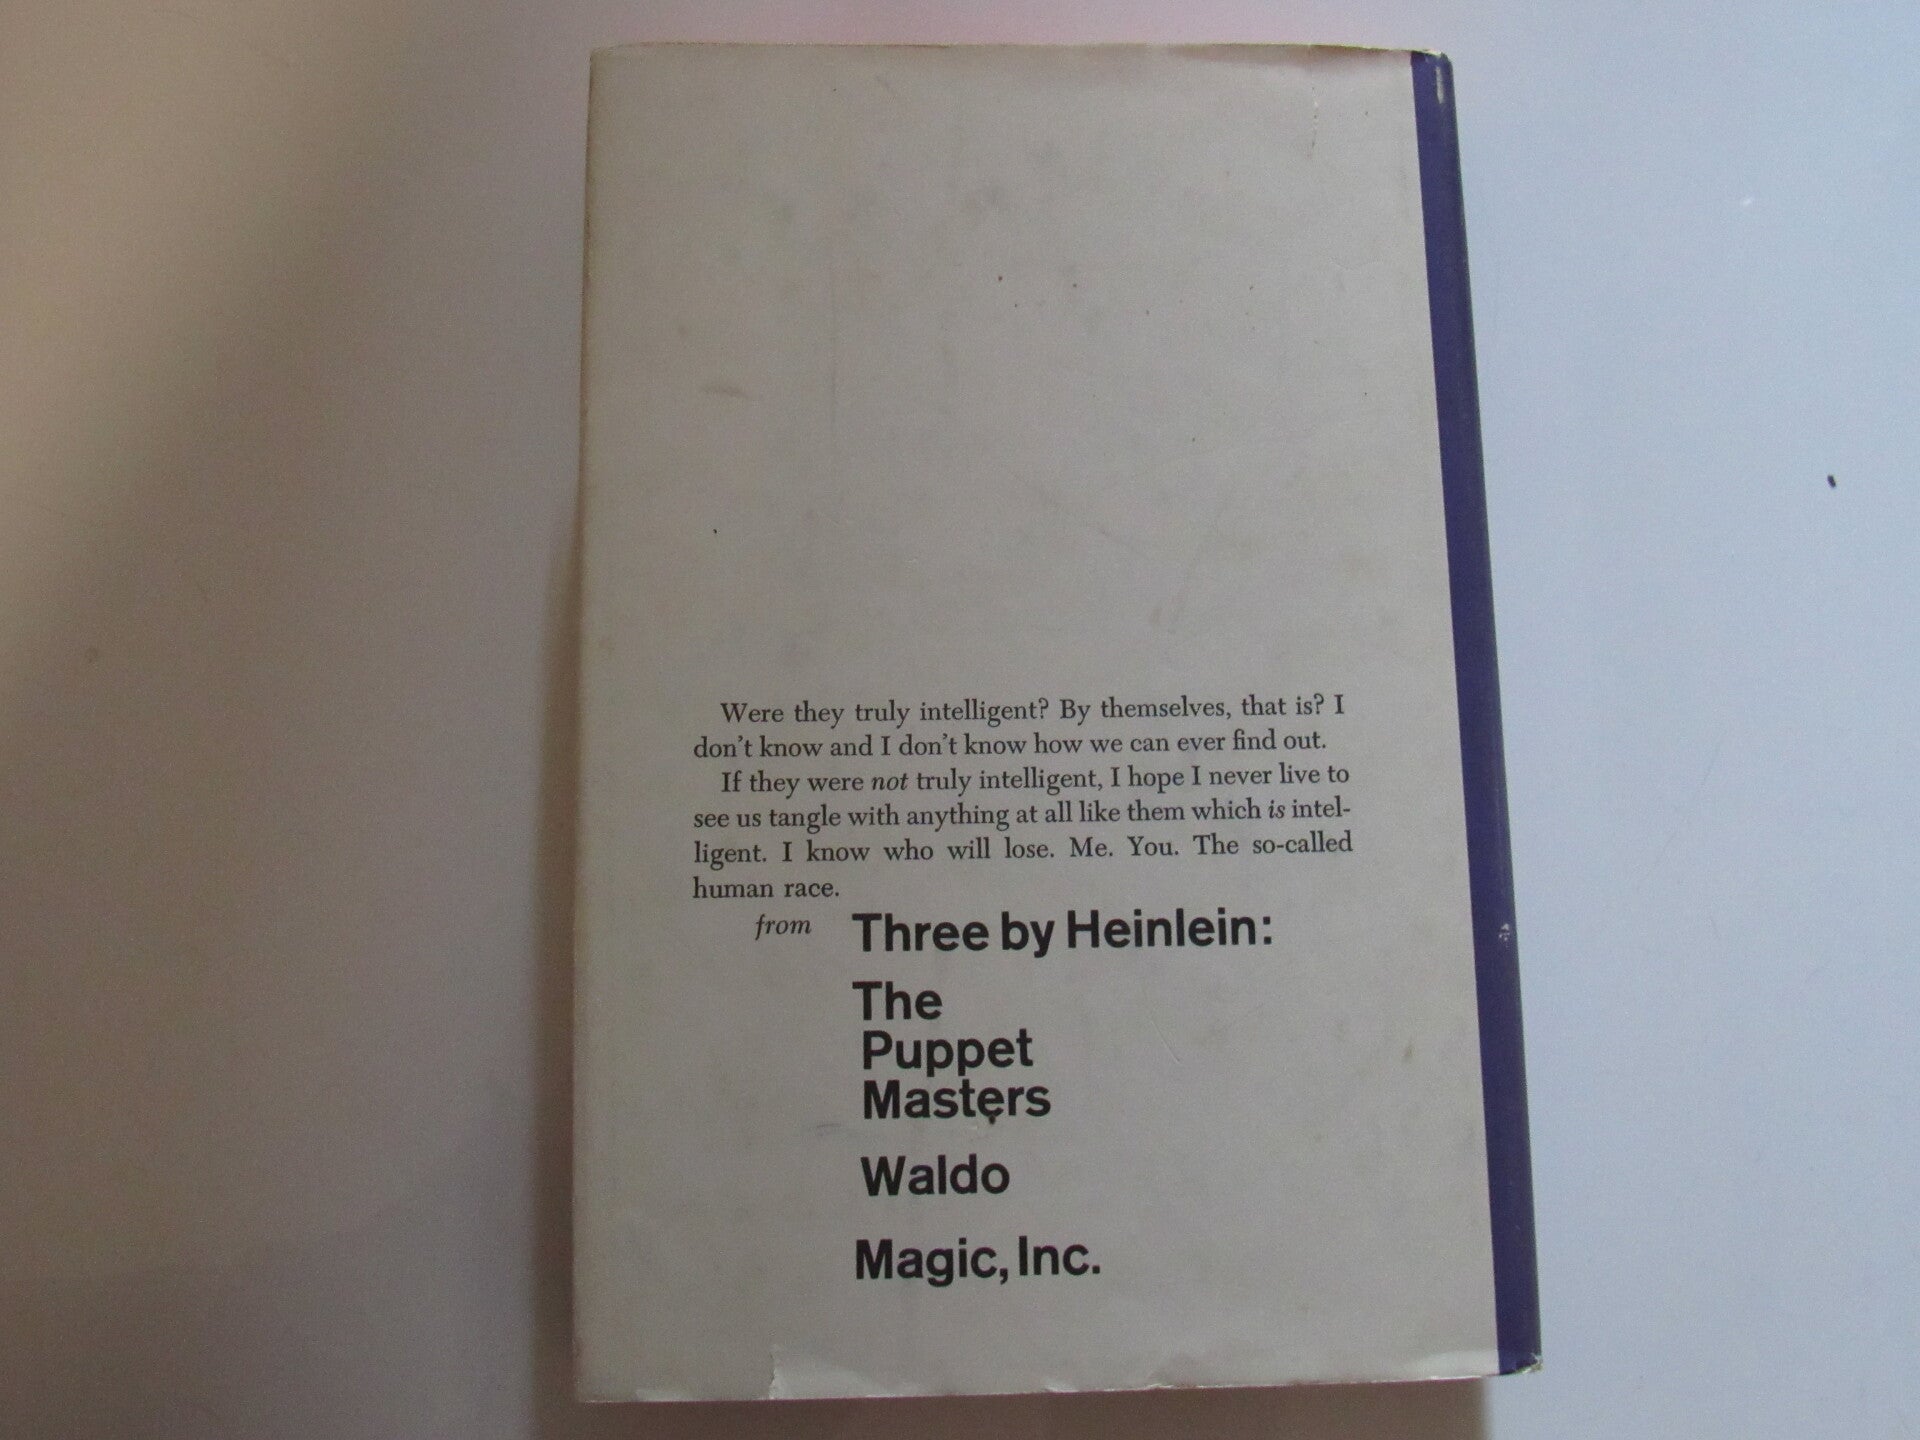 Were they truly intelligent? By themselves, that is? I
don't know and I don't know how we can ever find out.
If they were not truly intelligent, I hope I never live to
see us tangle with anything at all like them which is intel-
ligent. I know who will lose. Me. You. The so-called
human race.
from Three by Heinlein:
The
Puppet
Masters
Waldo
Magic, Inc.